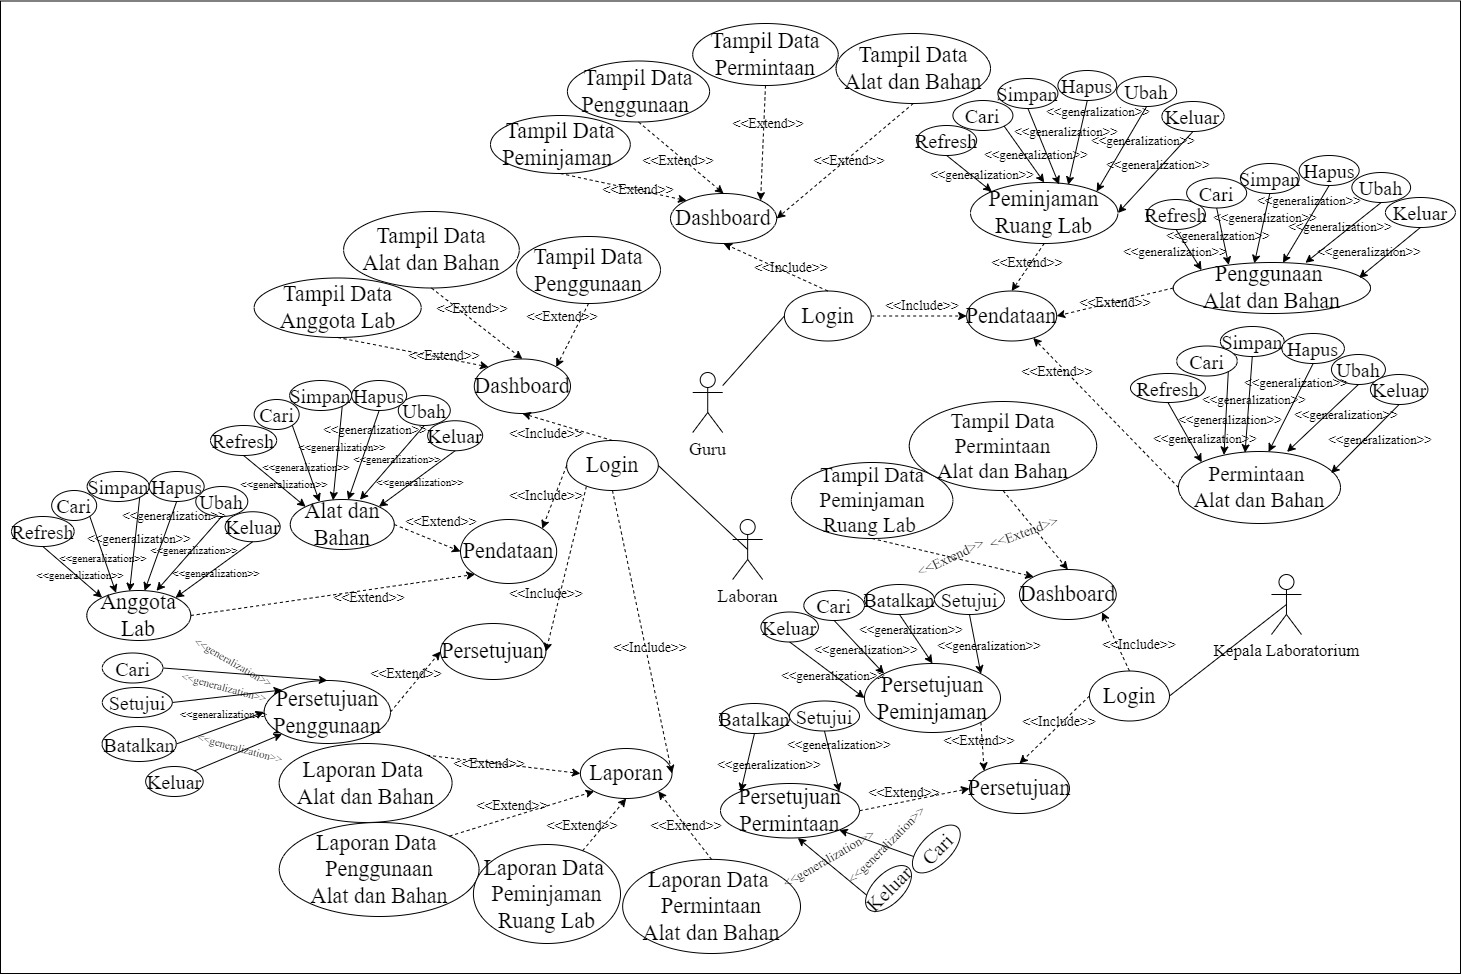 Tampil Data
Permintaan
Tampil Data
Alat dan Bahan
Tampil Data
Penggunaan
Tampil Data
Peminjaman
<<Extend>>
<<Extend>>
<<Extend>>
<<Extend>>
Dashboard
<<Include>>
Refresh
Cari
Simpan
Hapus
Ubah
Keluar
<<generalization>>
<<generalization>>
<<generalization>>
<<generalization>>
<<generalization>>
<<generalization>>
Peminjaman
Ruang Lab
<<Extend>>
Refresh
Cari
Simpan
Hapus
Ubah
Keluar
<<generalization>>
<<generalization>>
<<generalization>>
<<generalization>>
<<generalization>>
<<generalization>>
Penggunaan
Alat dan Bahan
<<Extend>>
Login
<<Include>>
Pendataan
<<Extend>>
Refresh
Cari
Simpan
Hapus
Ubah
Keluar
<<generalization>>
<<generalization>>
<<generalization>>
<<generalization>>
<<generalization>>
<<generalization>>
Permintaan
Alat dan Bahan
Guru
Tampil Data
Alat dan Bahan
Tampil Data
Penggunaan
Tampil Data
Anggota Lab
<<Extend>>
<<Extend>>
<<Extend>>
Dashboard
<<Include>>
Login
<<Include>>
<<Include>>
<<Include>>
Laboran
Refresh
Cari
Simpan
Hapus
Ubah
Keluar
<<generalization>>
<<generalization>>
<<generalization>>
<<generalization>>
<<generalization>>
<<generalization>>
Alat dan
Bahan
<<Extend>>
Pendataan
Refresh
Cari
Simpan
Hapus
Ubah
Keluar
<<generalization>>
<<generalization>>
<<generalization>>
<<generalization>>
<<generalization>>
<<generalization>>
Anggota
Lab
<<Extend>>
Persetujuan
<<Extend>>
Cari
Setujui
Batalkan
Keluar
<<generalization>>
<<generalization>>
<<generalization>>
<<generalization>>
Persetujuan
Penggunaan
Laporan Data
Alat dan Bahan
<<Extend>>
Laporan
<<Extend>>
<<Extend>>
<<Extend>>
Laporan Data
Penggunaan
Alat dan Bahan
Laporan Data
Peminjaman
Ruang Lab
Laporan Data
Permintaan
Alat dan Bahan
Tampil Data
Permintaan
Alat dan Bahan
Tampil Data
Peminjaman
Ruang Lab
<<Extend>>
<<Extend>>
Dashboard
<<Include>>
Kepala Laboratorium
Login
<<Include>>
Keluar
Cari
Batalkan
Setujui
<<generalization>>
<<generalization>>
<<generalization>>
<<generalization>>
Persetujuan
Peminjaman
<<Extend>>
Persetujuan
<<Extend>>
Batalkan
Setujui
<<generalization>>
<<generalization>>
Persetujuan
Permintaan
<<generalization>>
<<generalization>>
Cari
Keluar